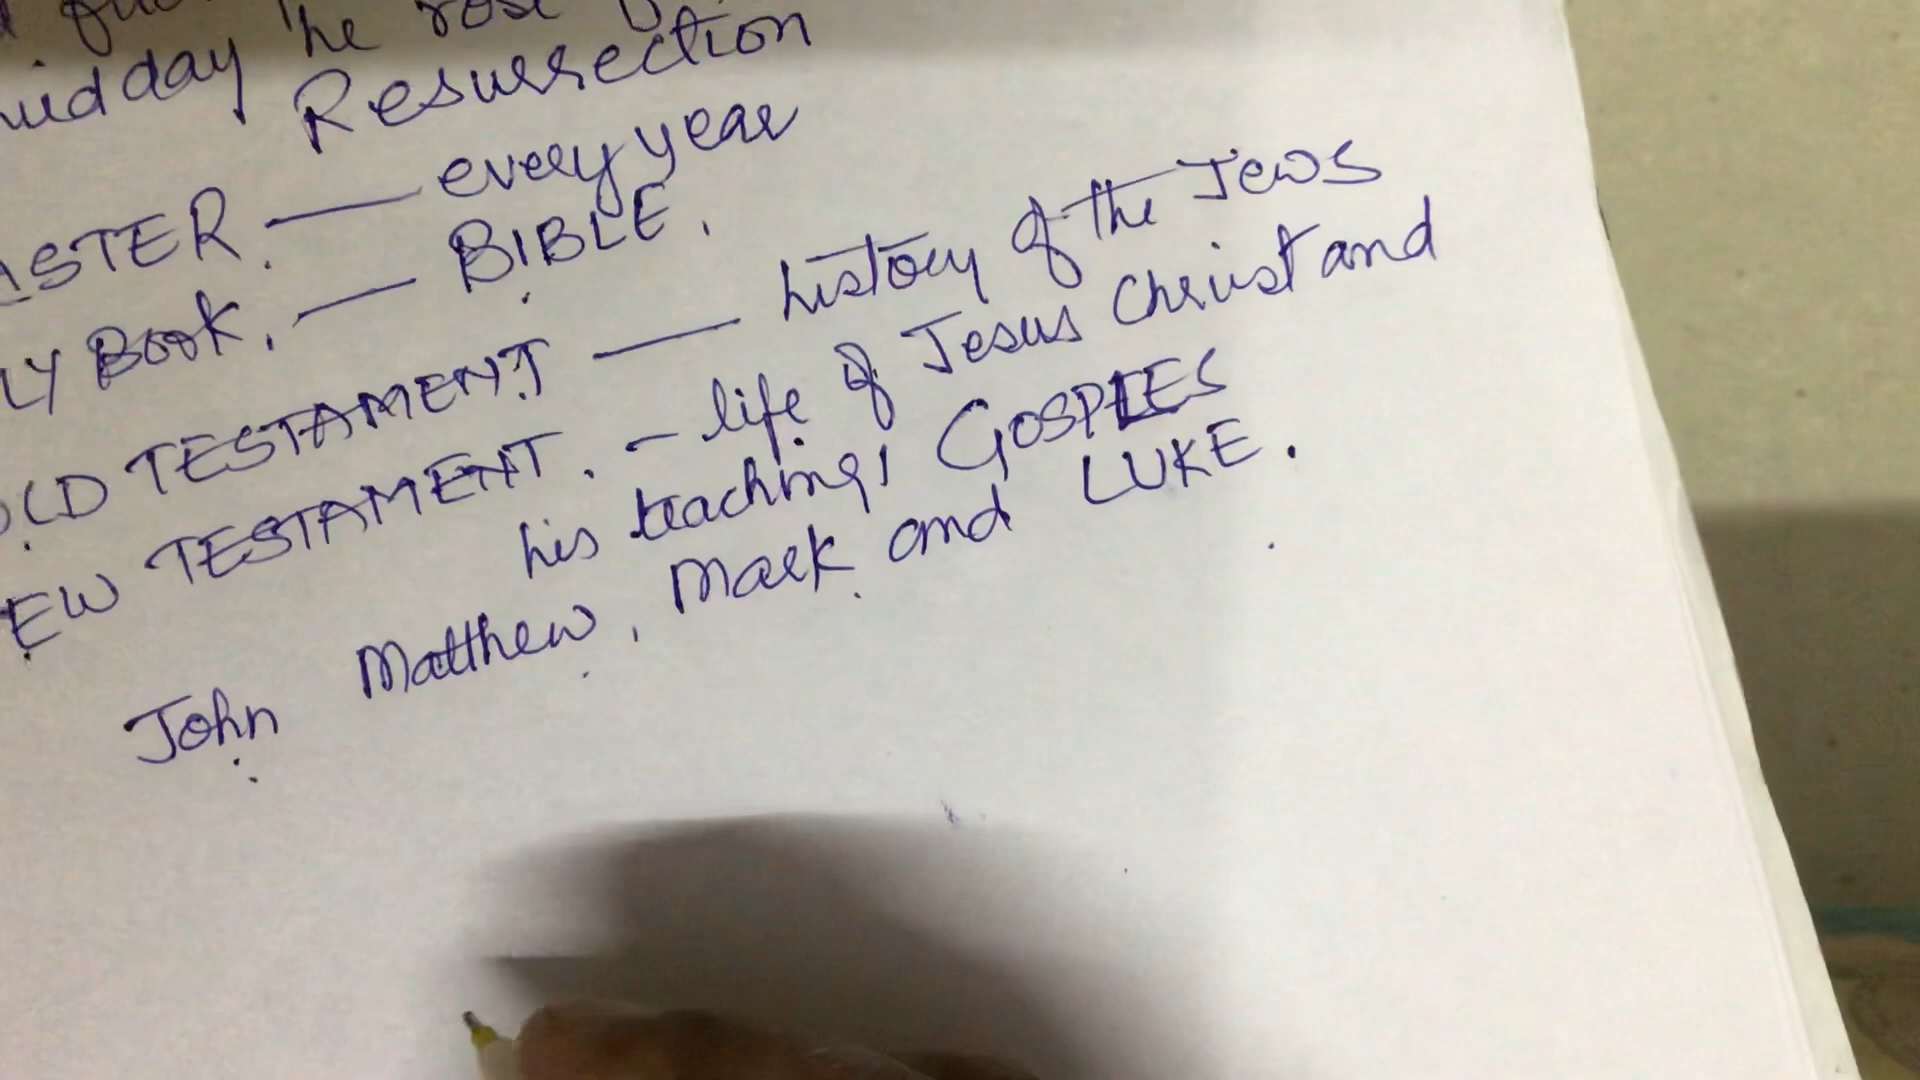 he rose
midday
Resurrection
ASTER. — every year
LY Book. — BIBLE.
OLD TESTAMENT — history of the Jews
EW TESTAMENT. — life of Jesus Christ and
his teachings GOSPLES
John Matthew, Mark and LUKE.